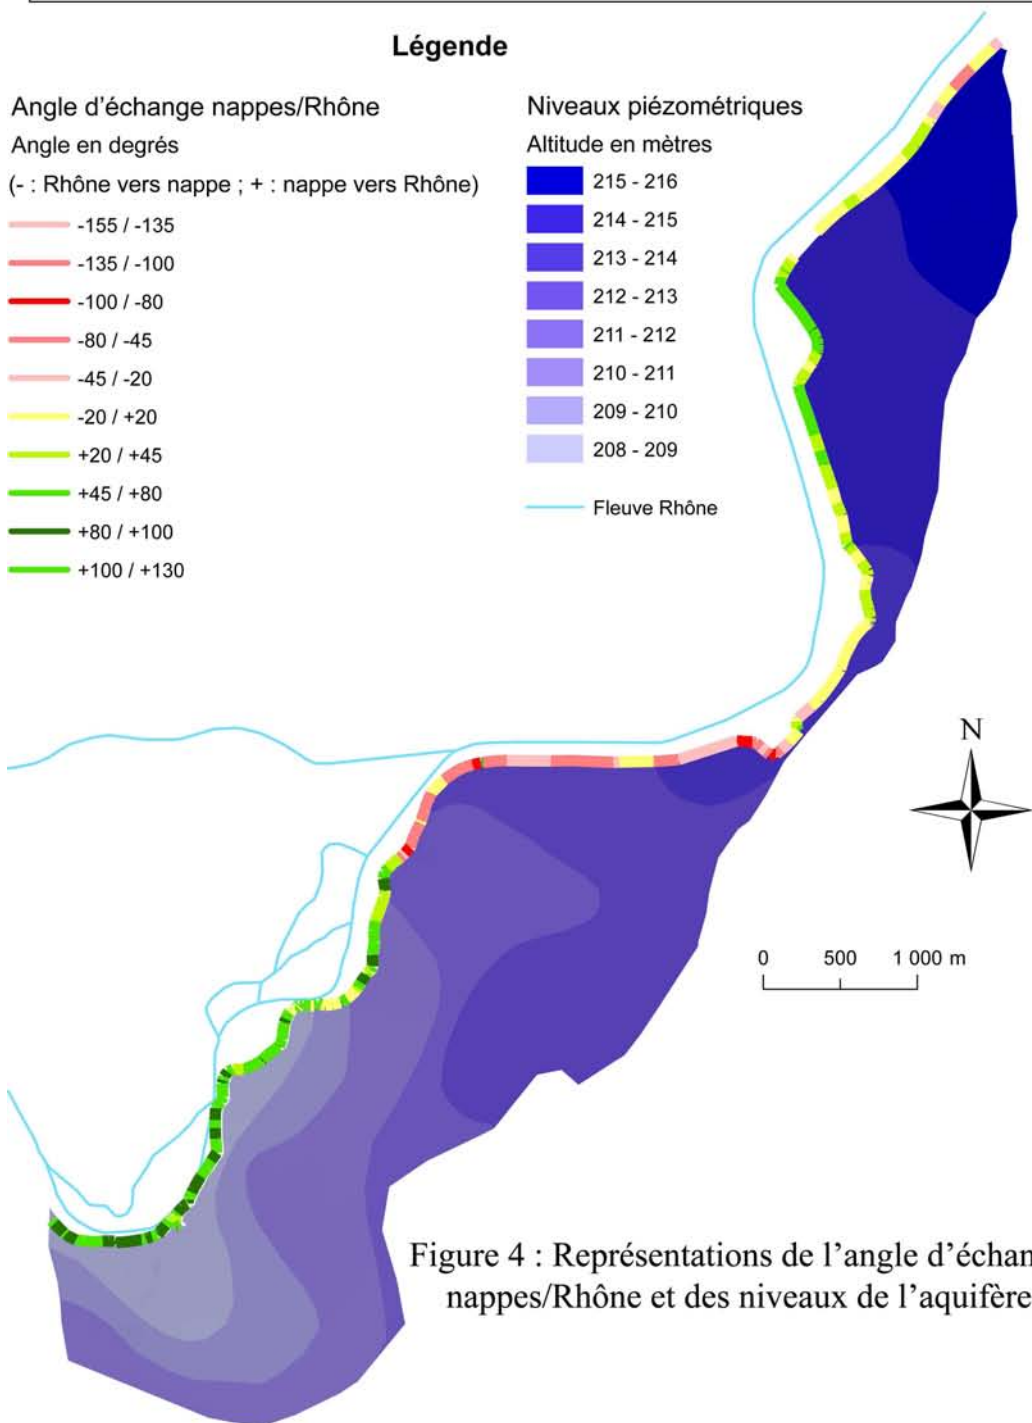 Légende
Angle d'échange nappes/Rhône
Angle en degrés
(- : Rhône vers nappe ; + : nappe vers Rhône)
-155 / -135
-135 / -100
-100 / -80
-80 / -45
-45 / -20
-20 / +20
+20 / +45
+45 / +80
+80 / +100
+100 / +130
Niveaux piézométriques
Altitude en mètres
215 - 216
214 - 215
213 - 214
212 - 213
211 - 212
210 - 211
209 - 210
208 - 209
Fleuve Rhône
N
0 500 1 000 m
Figure 4 : Représentations de l'angle d'échan
nappes/Rhône et des niveaux de l'aquifère